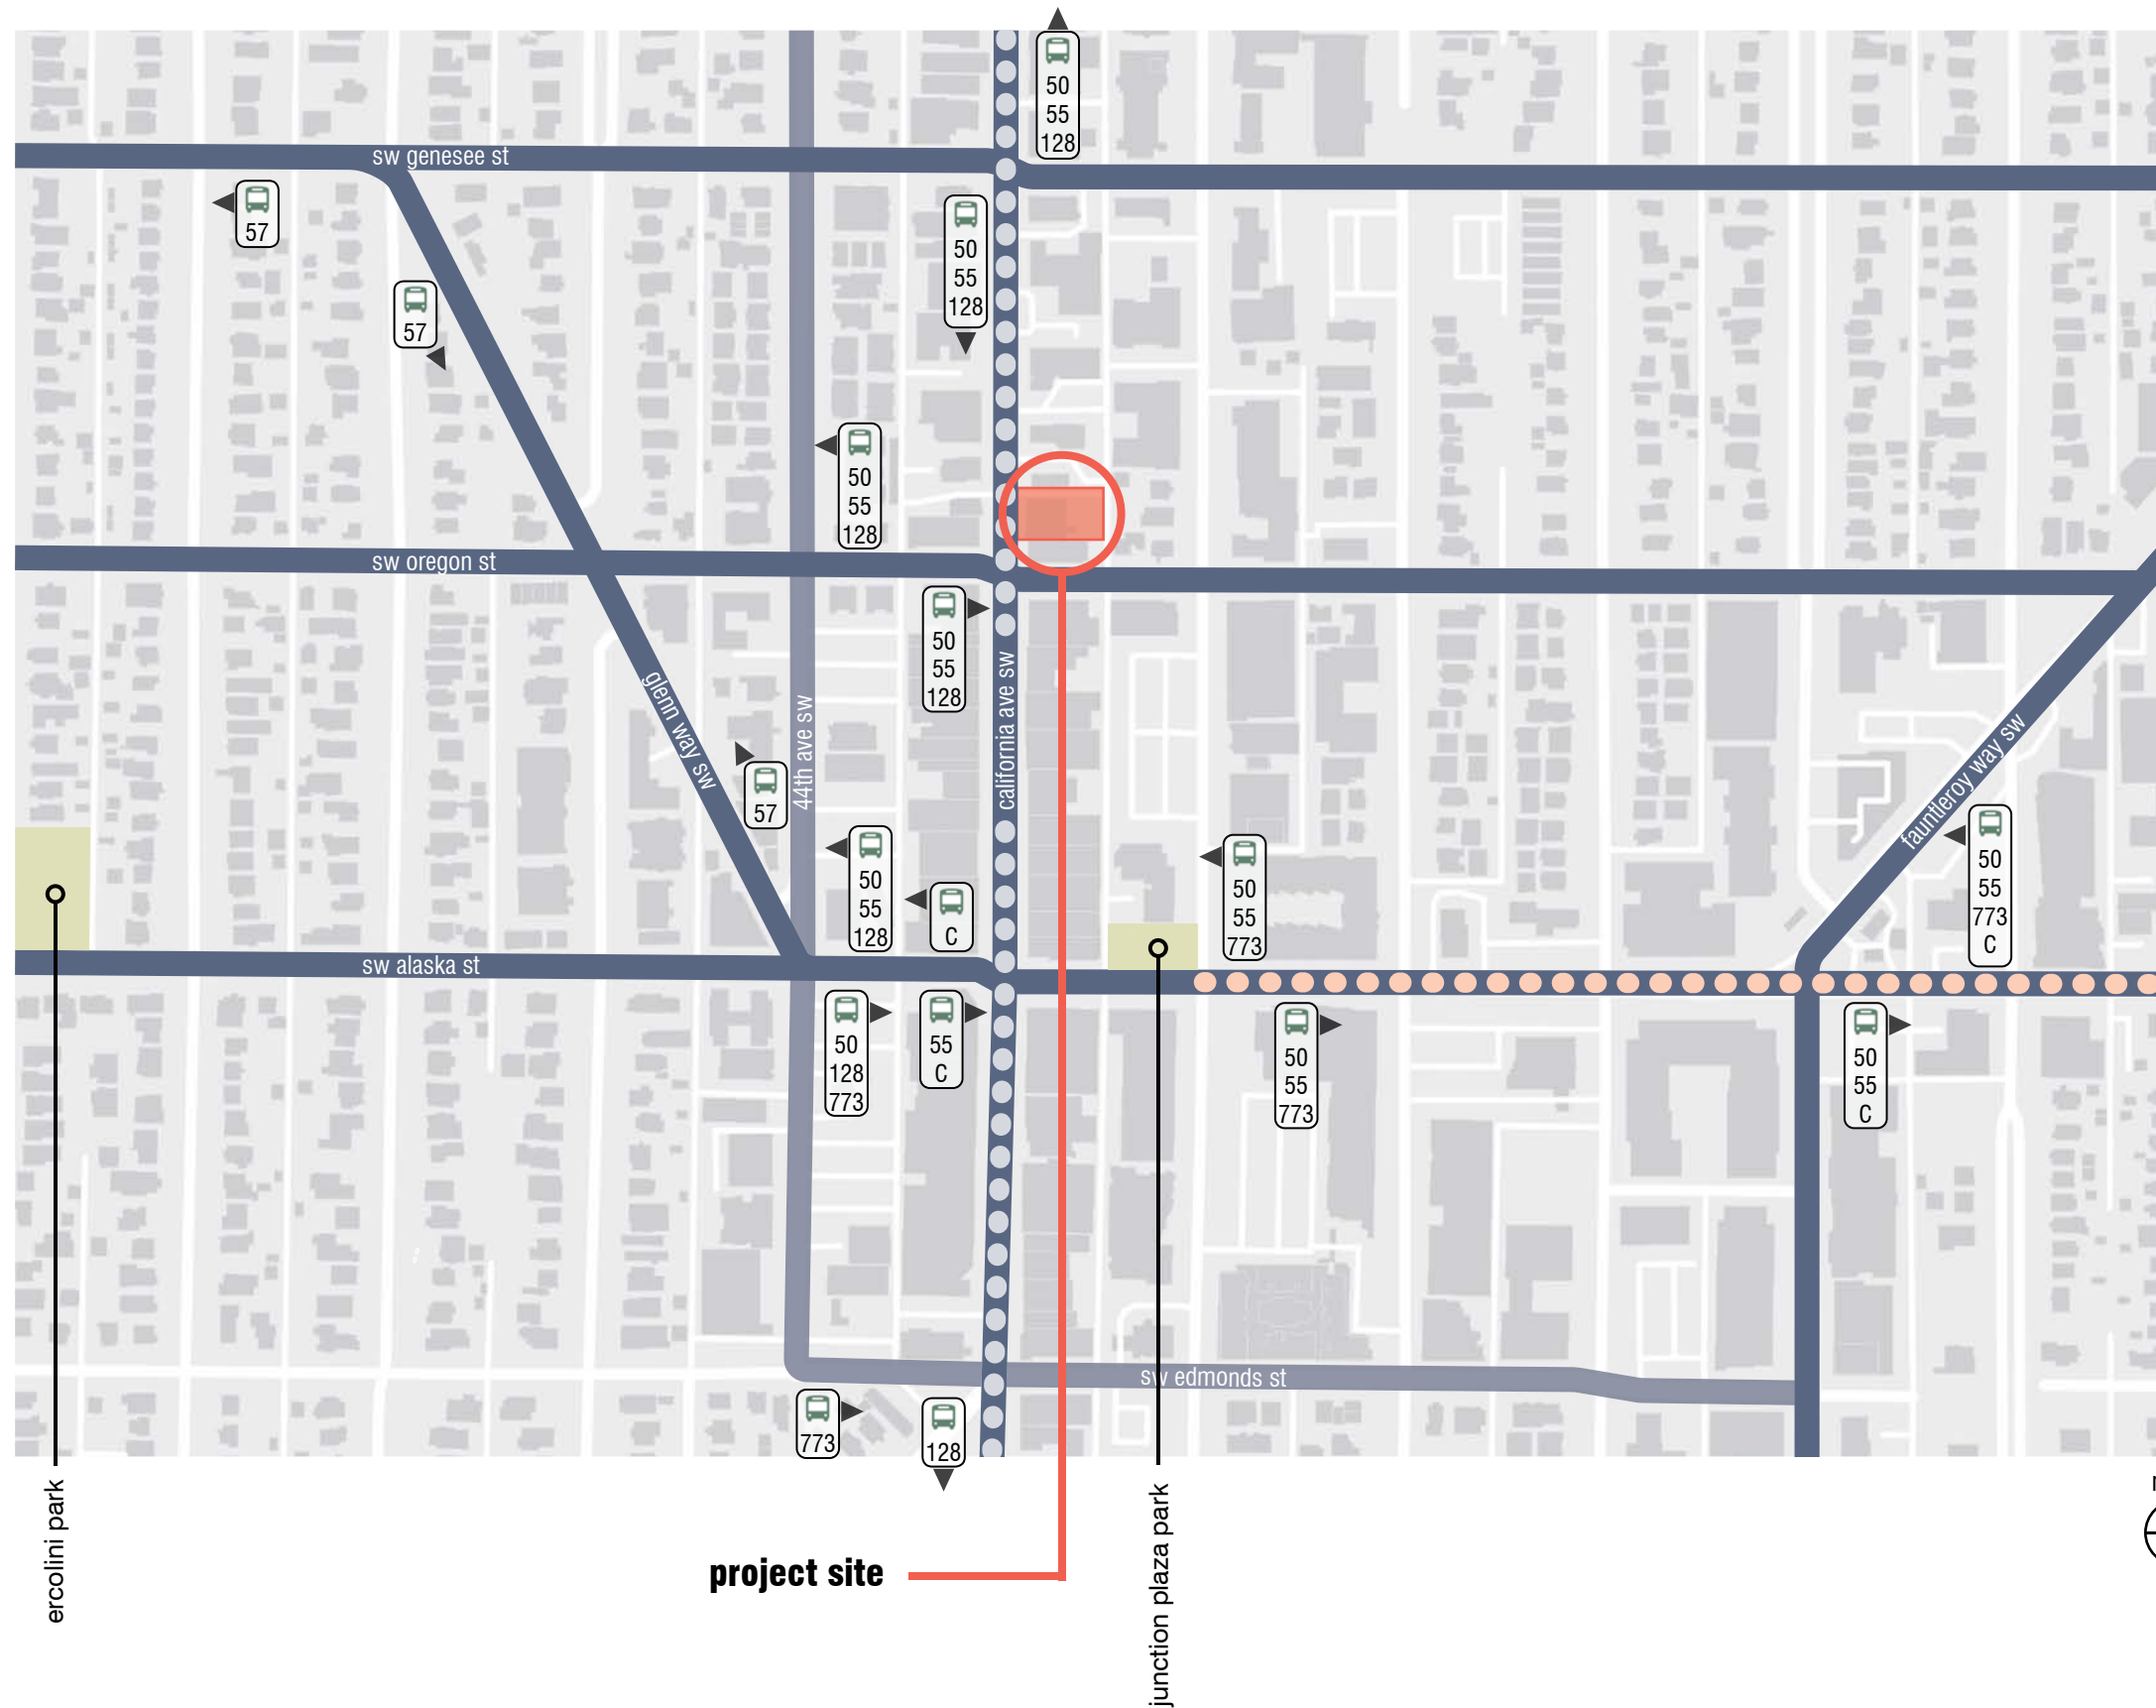 50
55
128
sw genesee st
57
50
55
128
57
50
55
128
sw oregon st
50
55
128
glenn way sw
44th ave sw
california ave sw
fauntleroy way sw
57
50
55
128
C
50
55
773
50
55
773
C
sw alaska st
50
128
773
55
C
50
55
773
50
55
C
sw edmonds st
773
128
ercolini park
junction plaza park
project site